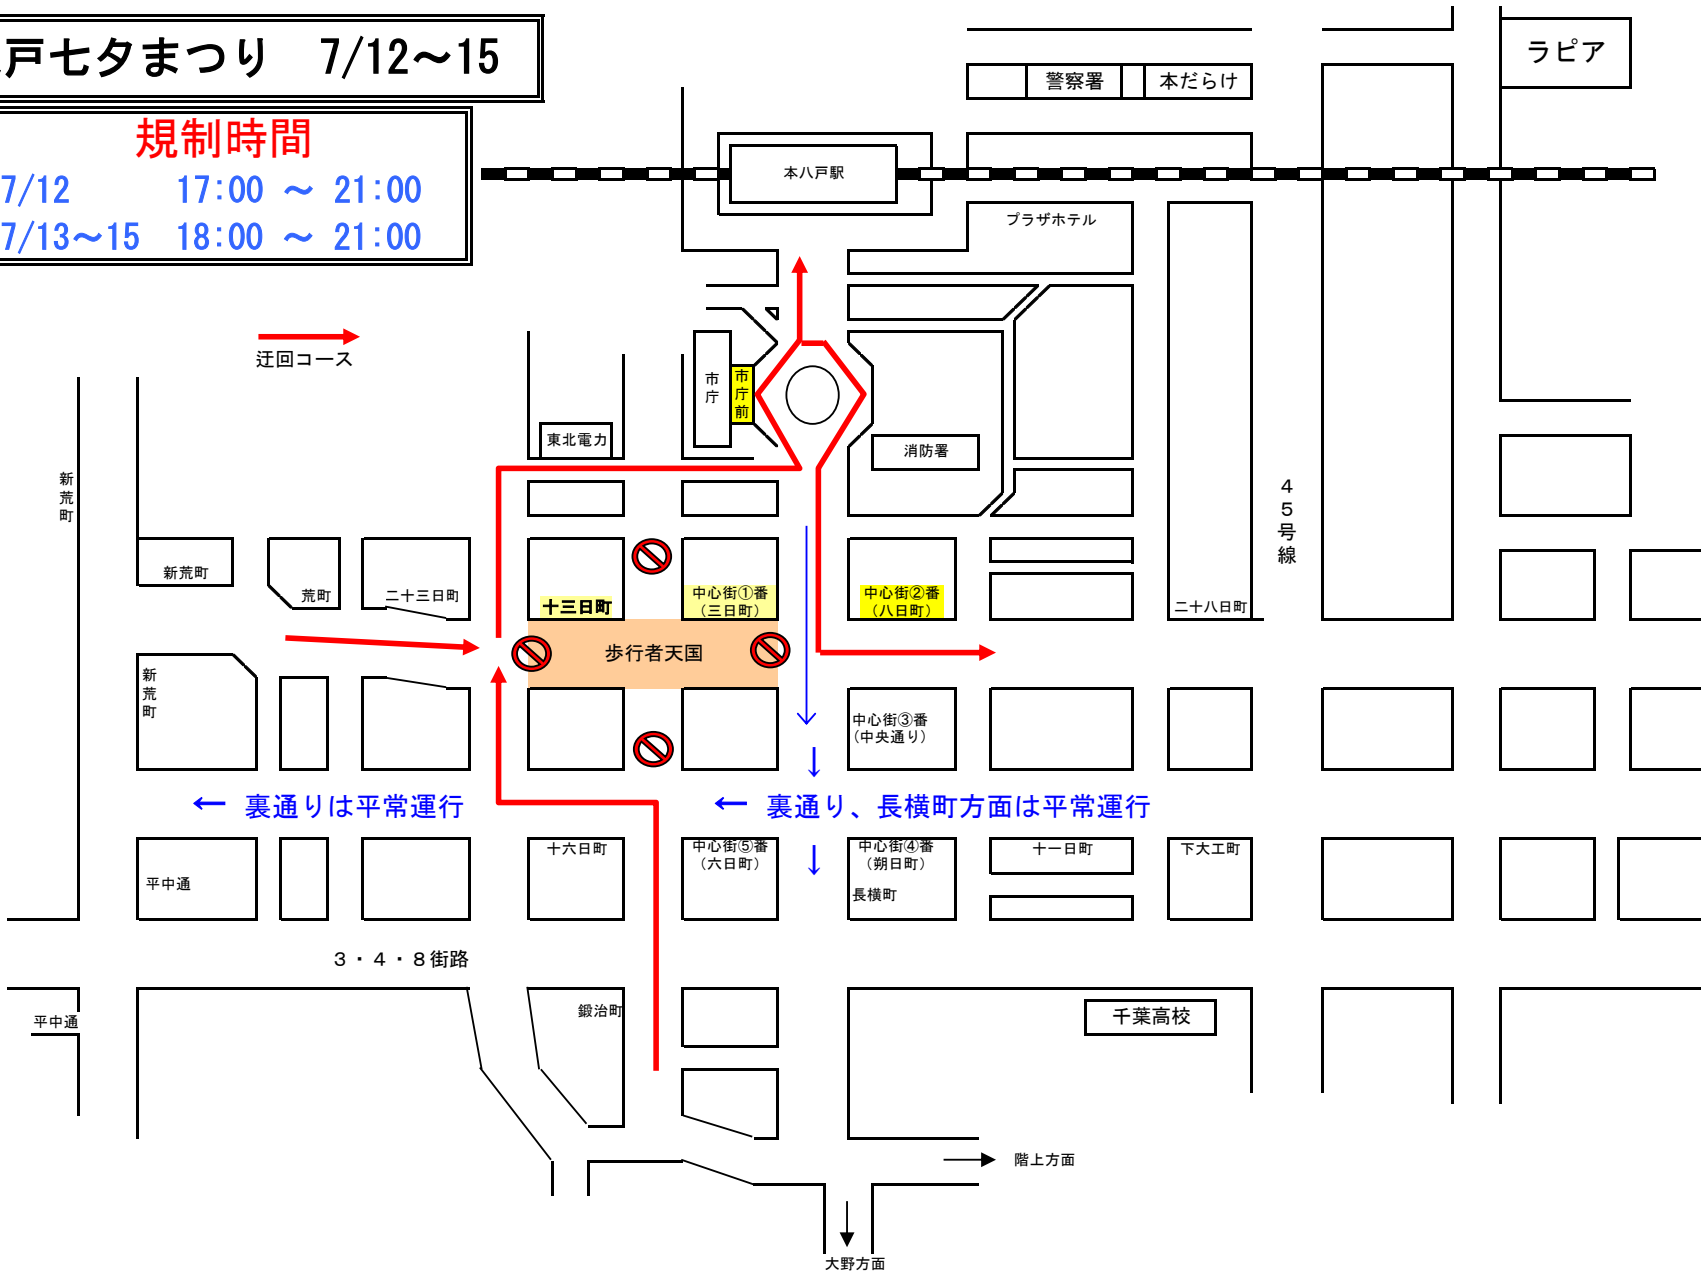 戸七夕まつり　7/12～15
規制時間
7/12　17:00 ～ 21:00
7/13～15　18:00 ～ 21:00
迂回コース
ラピア
警察署
本だらけ
本八戸駅
プラザホテル
市庁
市庁前
東北電力
消防署
45号線
新荒町
新荒町
荒町
二十三日町
十三日町
中心街①番
(三日町)
中心街②番
(八日町)
二十八日町
歩行者天国
新荒町
中心街③番
(中央通り)
← 裏通りは平常運行
← 裏通り、長横町方面は平常運行
平中通
十六日町
中心街⑤番
(六日町)
中心街④番
(朔日町)
長横町
十一日町
下大工町
3・4・8街路
平中通
鍛治町
千葉高校
階上方面
大野方面